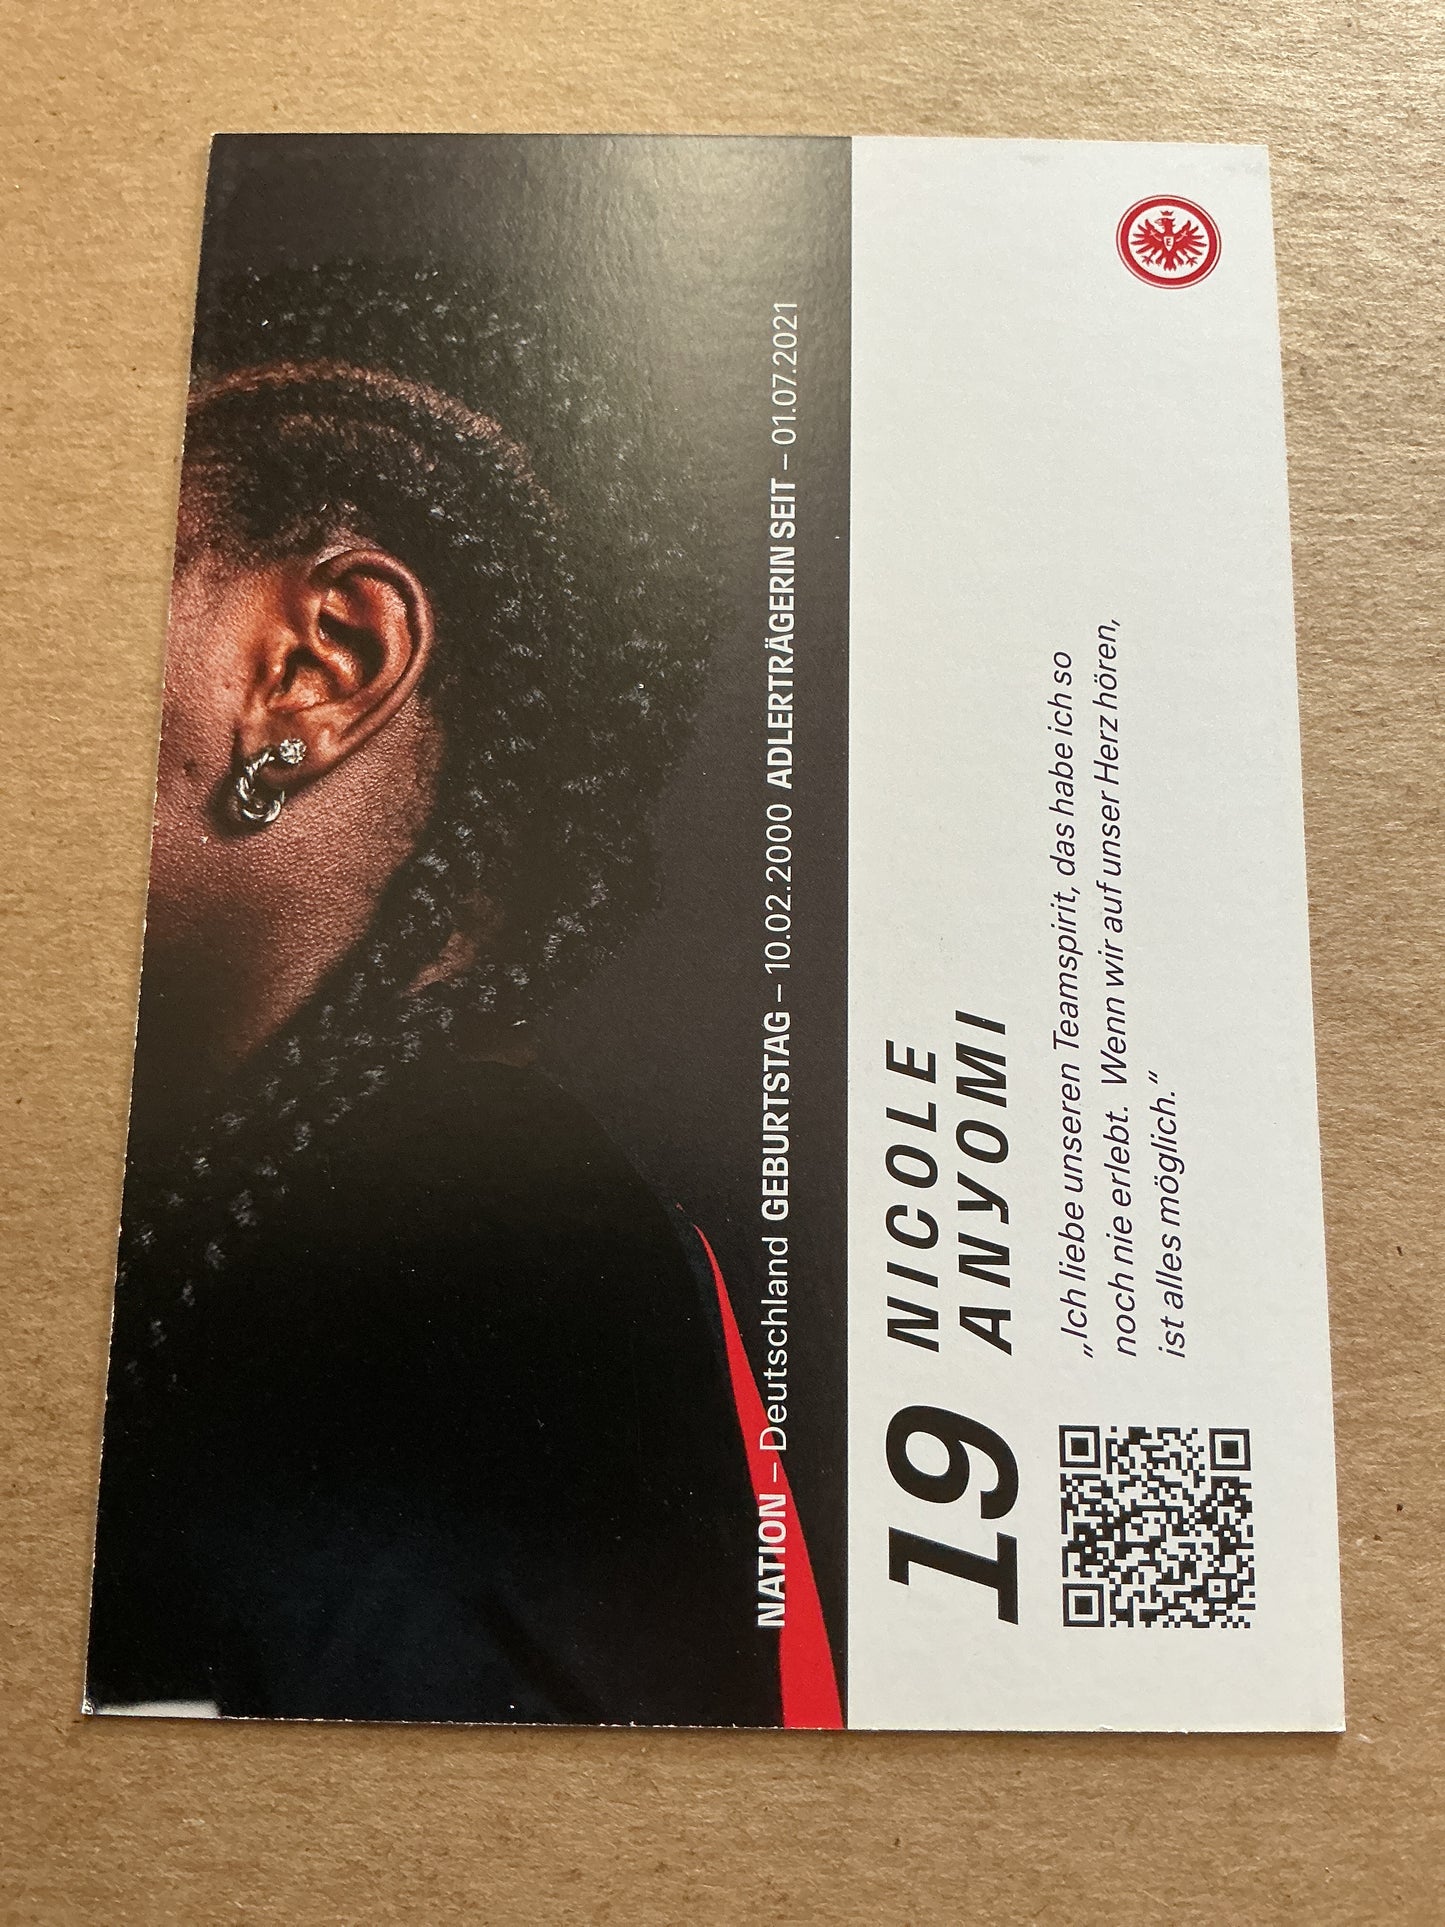 NATION – Deutschland GEBURTSTAG – 10.02.2000 ADLERTRÄGERIN SEIT – 01.07.2021
19 NICOLE
ANYOMI
„Ich liebe unseren Teamspirit, das habe ich so
noch nie erlebt. Wenn wir auf unser Herz hören,
ist alles möglich.“
E